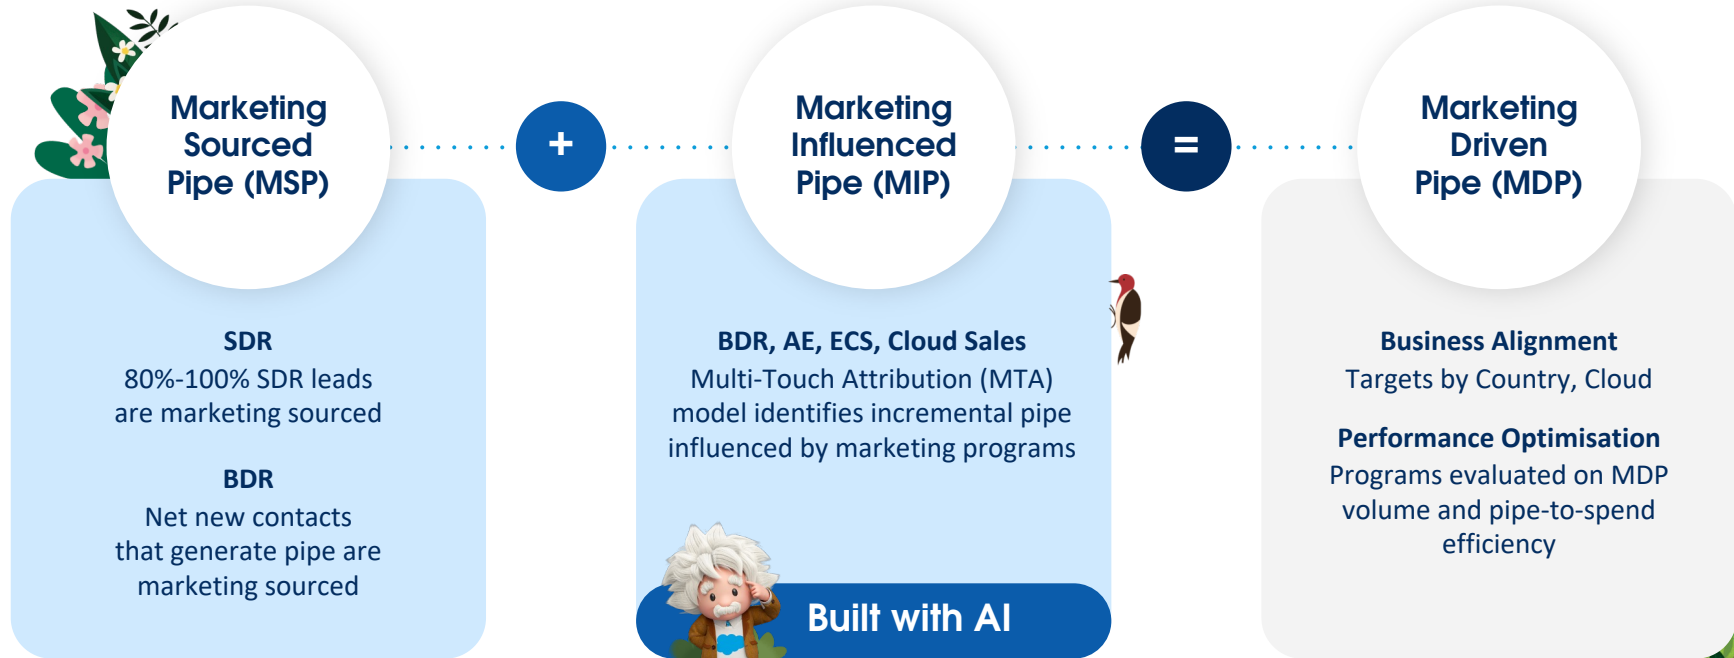 Marketing
Sourced
Pipe (MSP)
+
Marketing
Influenced
Pipe (MIP)
=
Marketing
Driven
Pipe (MDP)
SDR
80%-100% SDR leads
are marketing sourced
BDR
Net new contacts
that generate pipe are
marketing sourced
BDR, AE, ECS, Cloud Sales
Multi-Touch Attribution (MTA)
model identifies incremental pipe
influenced by marketing programs
Built with AI
Business Alignment
Targets by Country, Cloud
Performance Optimisation
Programs evaluated on MDP
volume and pipe-to-spend
efficiency